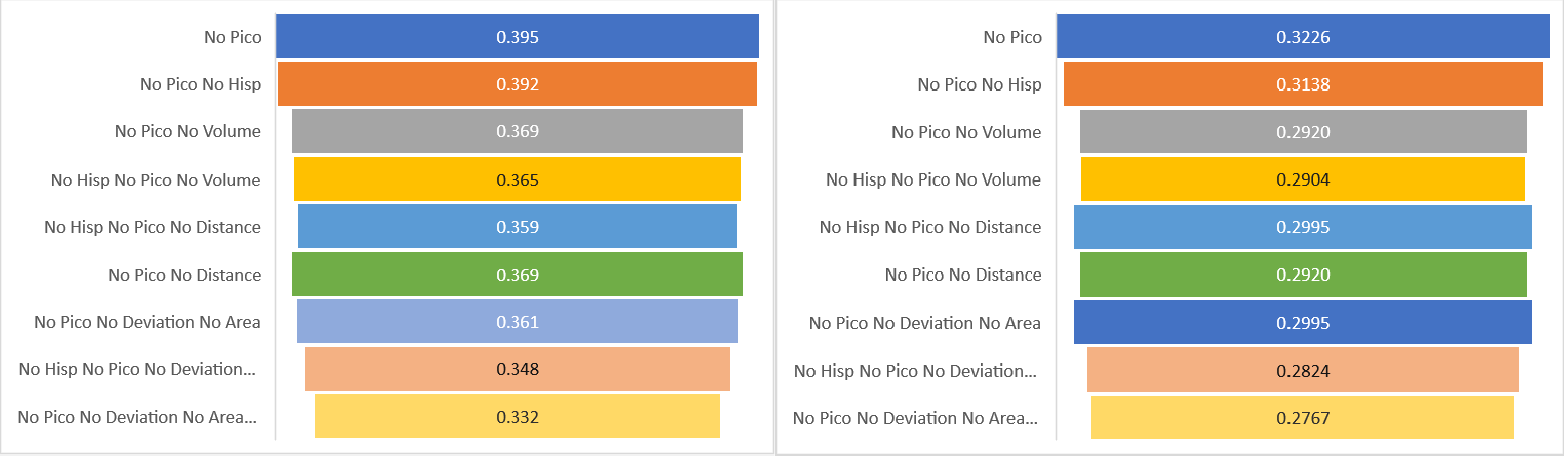 No Pico 0.395
No Pico No Hisp 0.392
No Pico No Volume 0.369
No Hisp No Pico No Volume 0.365
No Hisp No Pico No Distance 0.359
No Pico No Distance 0.369
No Pico No Deviation No Area 0.361
No Hisp No Pico No Deviation... 0.348
No Pico No Deviation No Area... 0.332
No Pico 0.3226
No Pico No Hisp 0.3138
No Pico No Volume 0.2920
No Hisp No Pico No Volume 0.2904
No Hisp No Pico No Distance 0.2995
No Pico No Distance 0.2920
No Pico No Deviation No Area 0.2995
No Hisp No Pico No Deviation... 0.2824
No Pico No Deviation No Area... 0.2767